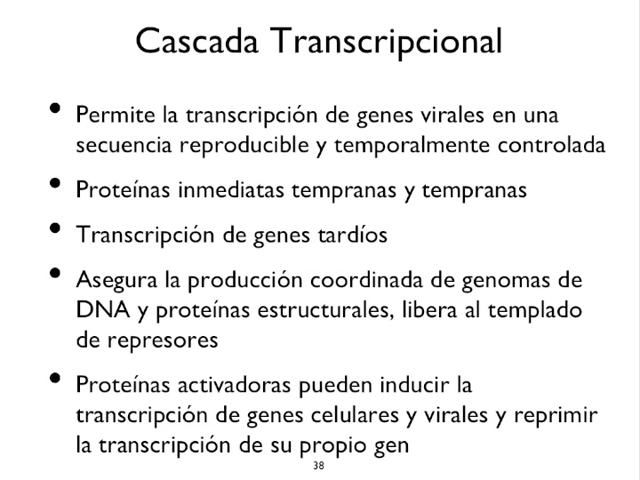 Cascada Transcripcional
• Permite la transcripción de genes virales en una
secuencia reproducible y temporalmente controlada
• Proteínas inmediatas tempranas y tempranas
• Transcripción de genes tardíos
• Asegura la producción coordinada de genomas de
DNA y proteínas estructurales, libera al templado
de represores
• Proteínas activadoras pueden inducir la
transcripción de genes celulares y virales y reprimir
la transcripción de su propio gen
38